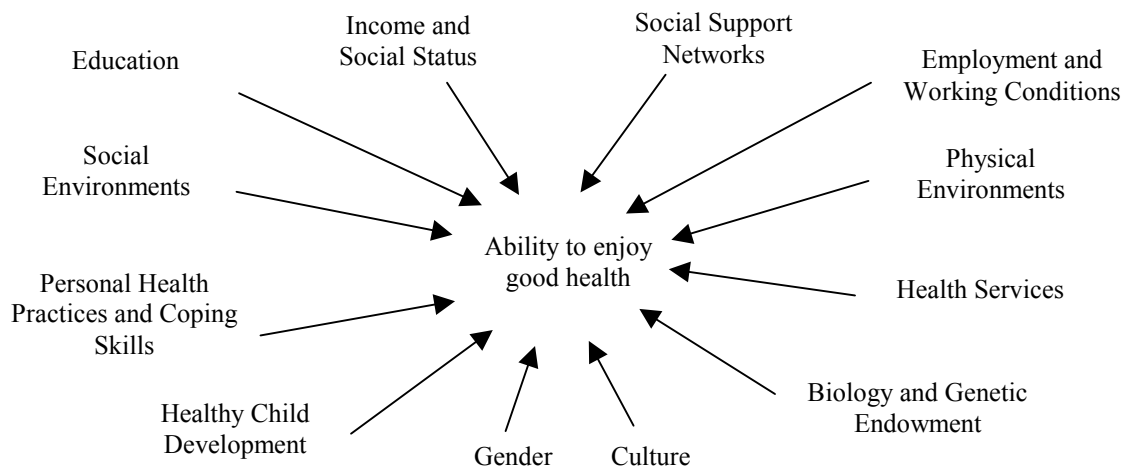 Education
Income and
Social Status
Social Support
Networks
Employment and
Working Conditions
Social
Environments
Physical
Environments
Ability to enjoy
good health
Personal Health
Practices and Coping
Skills
Health Services
Healthy Child
Development
Gender
Culture
Biology and Genetic
Endowment